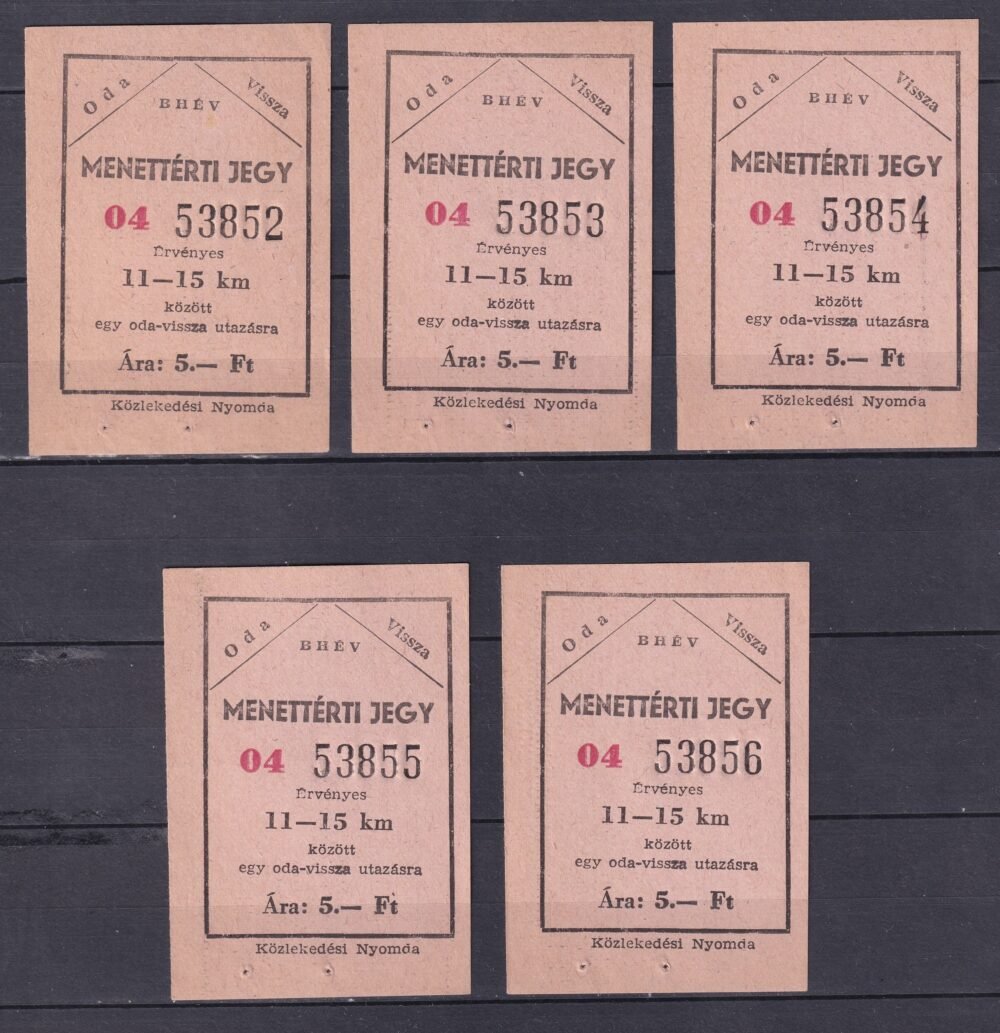 Oda Vissza
BHÉV
MENETTÉRTI JEGY
04 53852
Érvényes
11—15 km
között
egy oda-vissza utazásra
Ára: 5.— Ft
Közlekedési Nyomda
Oda Vissza
BHÉV
MENETTÉRTI JEGY
04 53853
Érvényes
11—15 km
között
egy oda-vissza utazásra
Ára: 5.— Ft
Közlekedési Nyomda
Oda Vissza
BHÉV
MENETTÉRTI JEGY
04 53854
Érvényes
11—15 km
között
egy oda-vissza utazásra
Ára: 5.— Ft
Közlekedési Nyomda
Oda Vissza
BHÉV
MENETTÉRTI JEGY
04 53855
Érvényes
11—15 km
között
egy oda-vissza utazásra
Ára: 5.— Ft
Közlekedési Nyomda
Oda Vissza
BHÉV
MENETTÉRTI JEGY
04 53856
Érvényes
11—15 km
között
egy oda-vissza utazásra
Ára: 5.— Ft
Közlekedési Nyomda